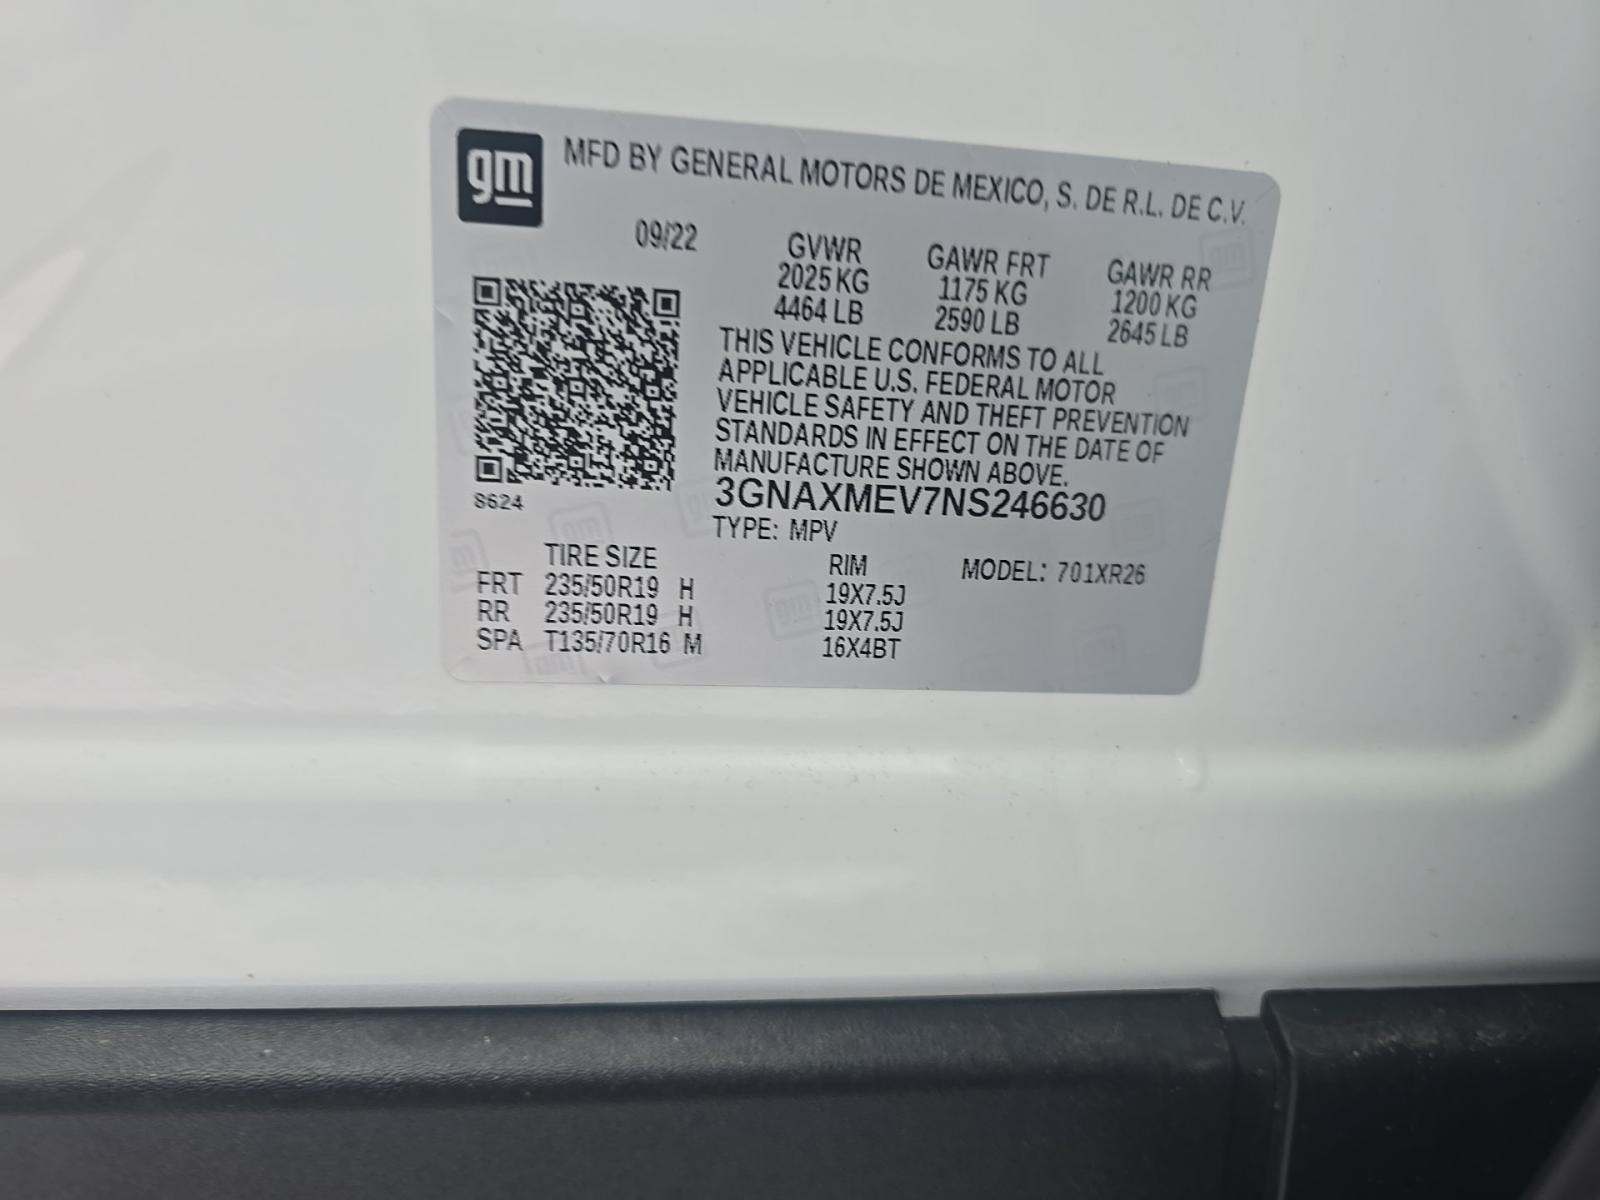 gm
MFD BY GENERAL MOTORS DE MEXICO, S. DE R.L. DE C.V.
09/22
GVWR GAWR FRT GAWR RR
2025 KG 1175 KG 1200 KG
4464 LB 2590 LB 2645 LB
THIS VEHICLE CONFORMS TO ALL
APPLICABLE U.S. FEDERAL MOTOR
VEHICLE SAFETY AND THEFT PREVENTION
STANDARDS IN EFFECT ON THE DATE OF
MANUFACTURE SHOWN ABOVE.
3GNAXMEV7NS246630
S624
TYPE: MPV
TIRE SIZE RIM MODEL: 701XR26
FRT 235/50R19 H 19X7.5J
RR 235/50R19 H 19X7.5J
SPA T135/70R16 M 16X4BT